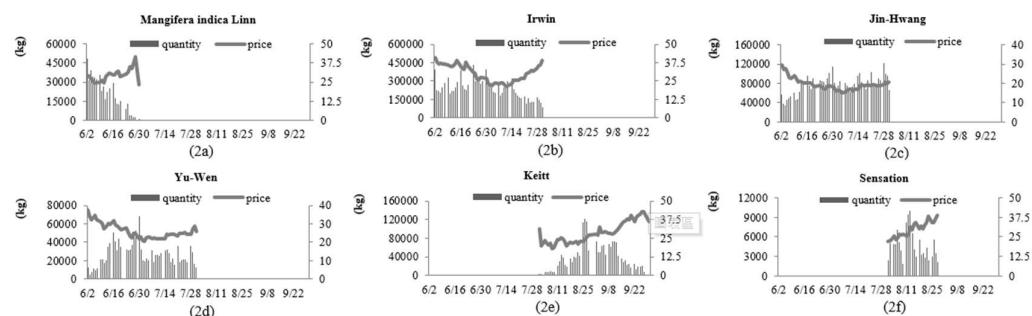 Mangifera indica Linn
(kg)
quantity price
60000 45000 30000 15000 0
50 37.5 25 12.5 0
6/2 6/16 6/30 7/14 7/28 8/11 8/25 9/8 9/22
(2a)
Irwin
(kg)
quantity price
600000 450000 300000 150000 0
50 37.5 25 12.5 0
6/2 6/16 6/30 7/14 7/28 8/11 8/25 9/8 9/22
(2b)
Jin-Hwang
(kg)
quantity price
160000 120000 80000 40000 0
40 30 20 10 0
6/2 6/16 6/30 7/14 7/28 8/11 8/25 9/8 9/22
(2c)
Yu-Wen
(kg)
quantity price
80000 60000 40000 20000 0
40 30 20 10 0
6/2 6/16 6/30 7/14 7/28 8/11 8/25 9/8 9/22
(2d)
Keitt
(kg)
quantity price
160000 120000 80000 40000 0
50 37.5 25 12.5 0
6/2 6/16 6/30 7/14 7/28 8/11 8/25 9/8 9/22
(2e)
Sensation
(kg)
quantity price
12000 9000 6000 3000 0
50 37.5 25 12.5 0
6/2 6/16 6/30 7/14 7/28 8/11 8/25 9/8 9/22
(2f)